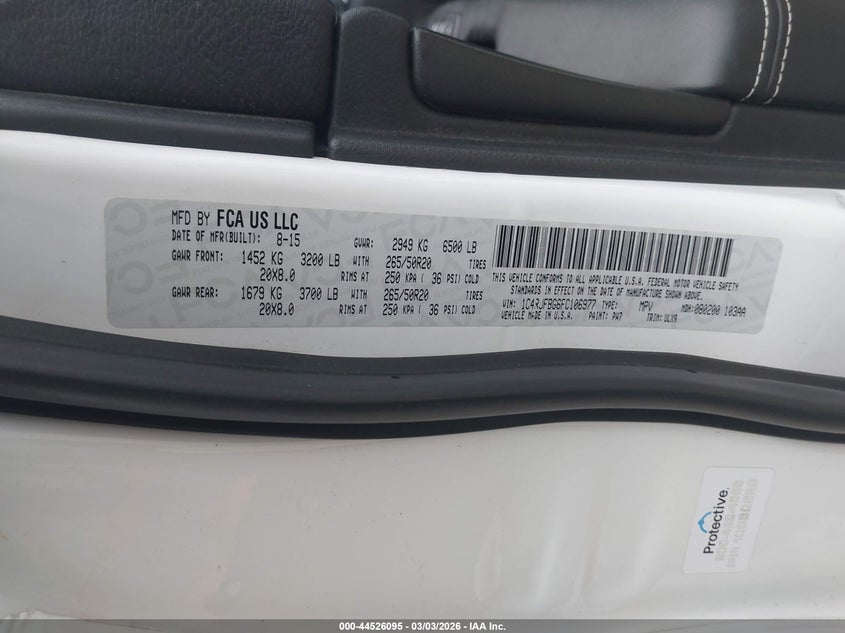 MFD BY FCA US LLC
DATE OF MFR(BUILT): 8-15 GVWR: 2949 KG 6500 LB
GAWR FRONT: 1452 KG 3200 LB WITH 265/50R20 TIRES
20X8.0 RIMS AT 250 KPA ( 36 PSI) COLD
GAWR REAR: 1679 KG 3700 LB WITH 265/50R20 TIRES
20X8.0 RIMS AT 250 KPA ( 36 PSI) COLD
THIS VEHICLE CONFORMS TO ALL APPLICABLE U.S.A. FEDERAL MOTOR VEHICLE SAFETY
STANDARDS IN EFFECT ON THE DATE OF MANUFACTURE SHOWN ABOVE.
VIN: 1C4RJFBG6FC106977 TYPE: MPV MDH: 080200 103AA
VEHICLE MADE IN U.S.A. PAINT: PW7 TRIM: ULX9
Protective.
000-44526095 - 03/03/2026 - IAA Inc.